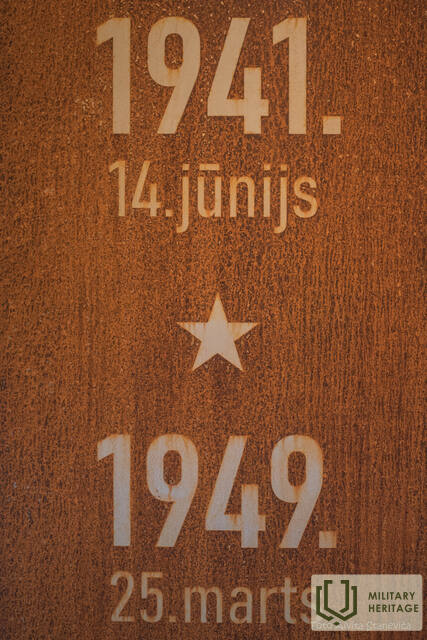 1941.
14.jūnijs
1949.
25.marts
MILITARY
HERITAGE